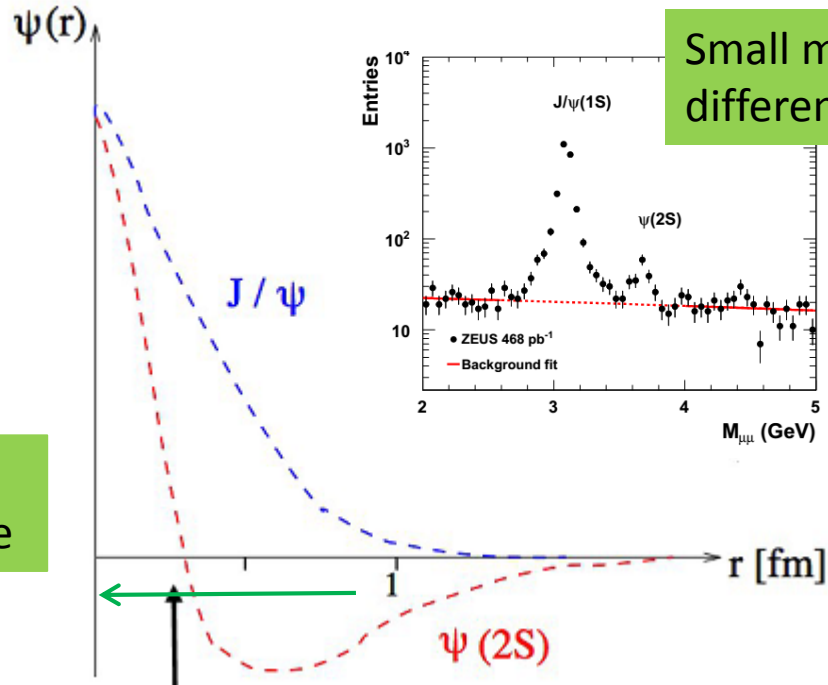 ψ(r)
Small m
differen
Entries
10⁴
10³
10²
10
J/ψ(1S)
ψ(2S)
ZEUS 468 pb⁻¹
Background fit
2 3 4 5
Mμμ (GeV)
J / ψ
e
1
r [fm]
ψ (2S)